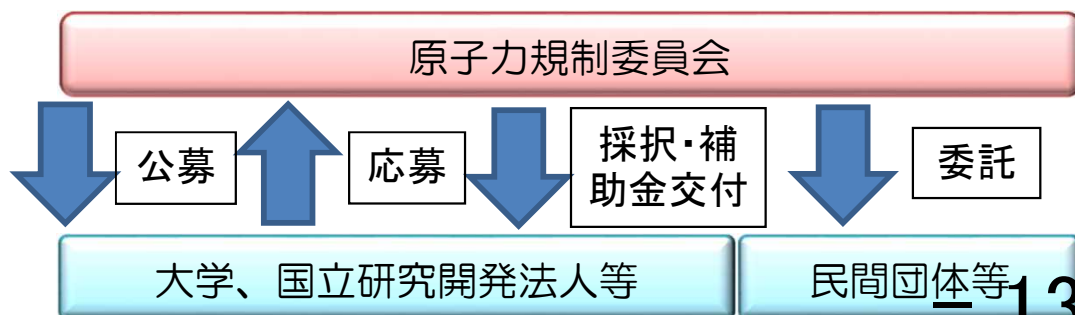 原子力規制委員会
公募
応募
採択・補
助金交付
委託
大学、国立研究開発法人等
民間団体等
– 13